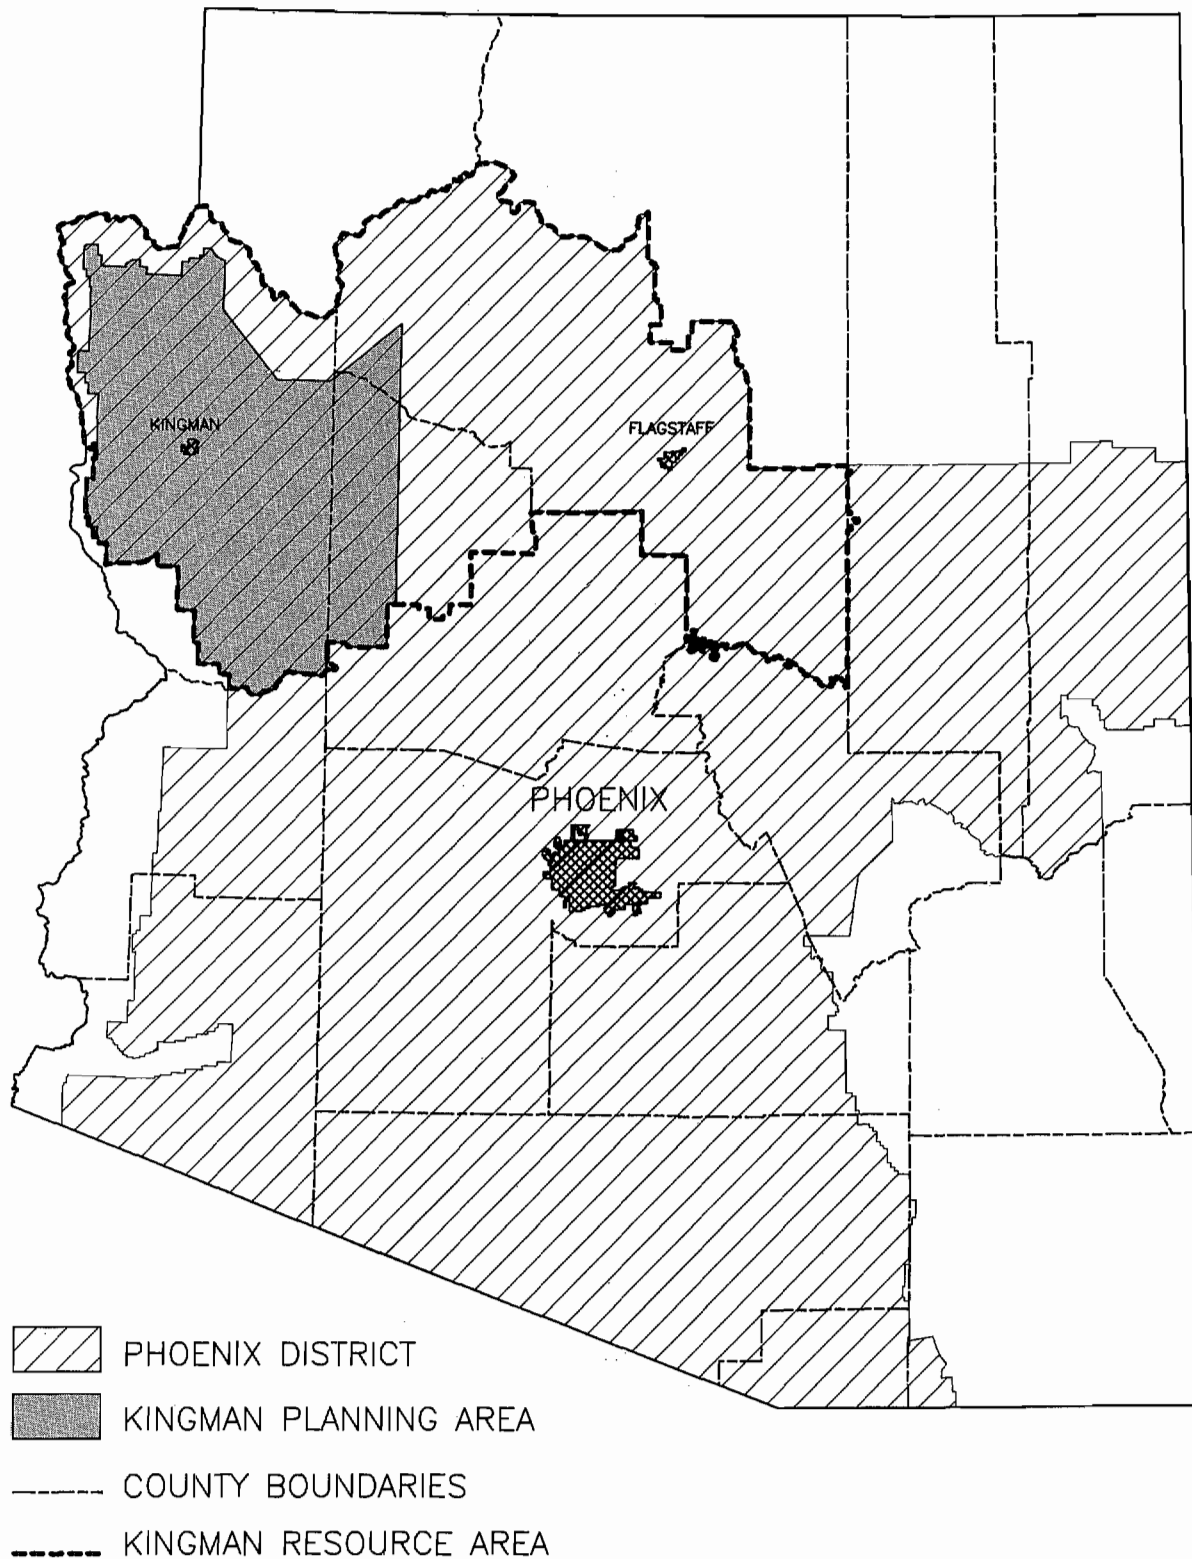 KINGMAN
FLAGSTAFF
PHOENIX
PHOENIX DISTRICT
KINGMAN PLANNING AREA
COUNTY BOUNDARIES
KINGMAN RESOURCE AREA